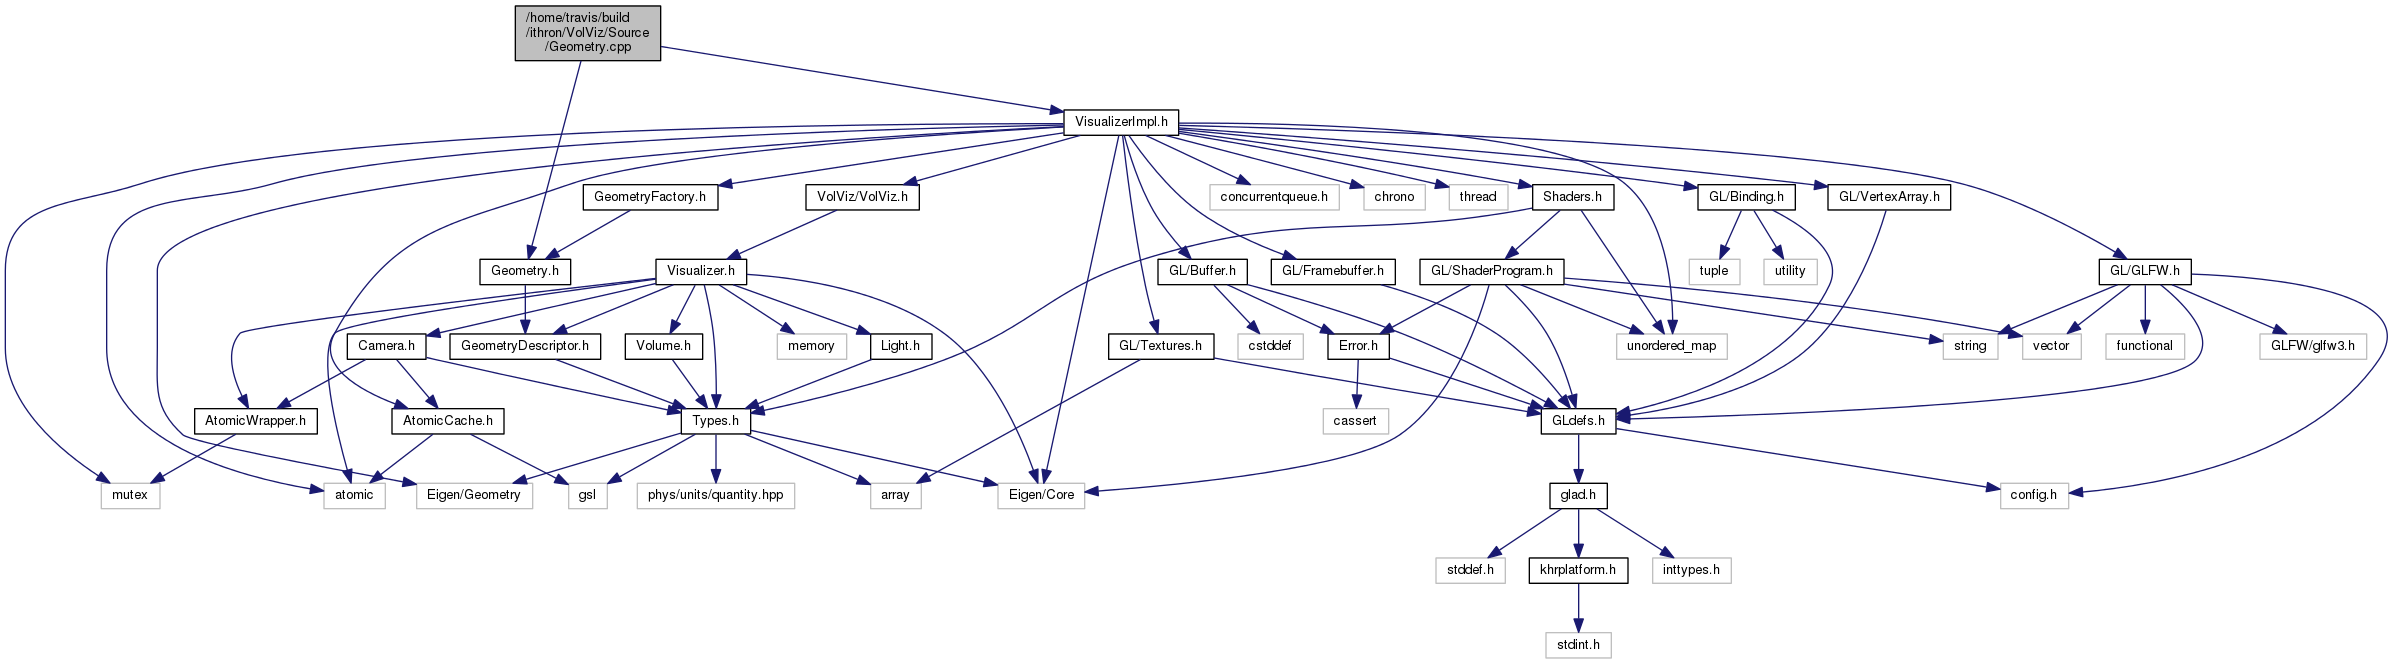 /home/travis/build
/ithron/VolViz/Source
/Geometry.cpp
VisualizerImpl.h
GeometryFactory.h
VolViz/VolViz.h
concurrentqueue.h
chrono
thread
Shaders.h
GL/Binding.h
GL/VertexArray.h
Geometry.h
Visualizer.h
GL/Buffer.h
GL/Framebuffer.h
GL/ShaderProgram.h
tuple
utility
GL/GLFW.h
Camera.h
GeometryDescriptor.h
Volume.h
memory
Light.h
GL/Textures.h
cstddef
Error.h
unordered_map
string
vector
functional
GLFW/glfw3.h
AtomicWrapper.h
AtomicCache.h
Types.h
cassert
GLdefs.h
mutex
atomic
Eigen/Geometry
gsl
phys/units/quantity.hpp
array
Eigen/Core
glad.h
config.h
stddef.h
khrplatform.h
inttypes.h
stdint.h